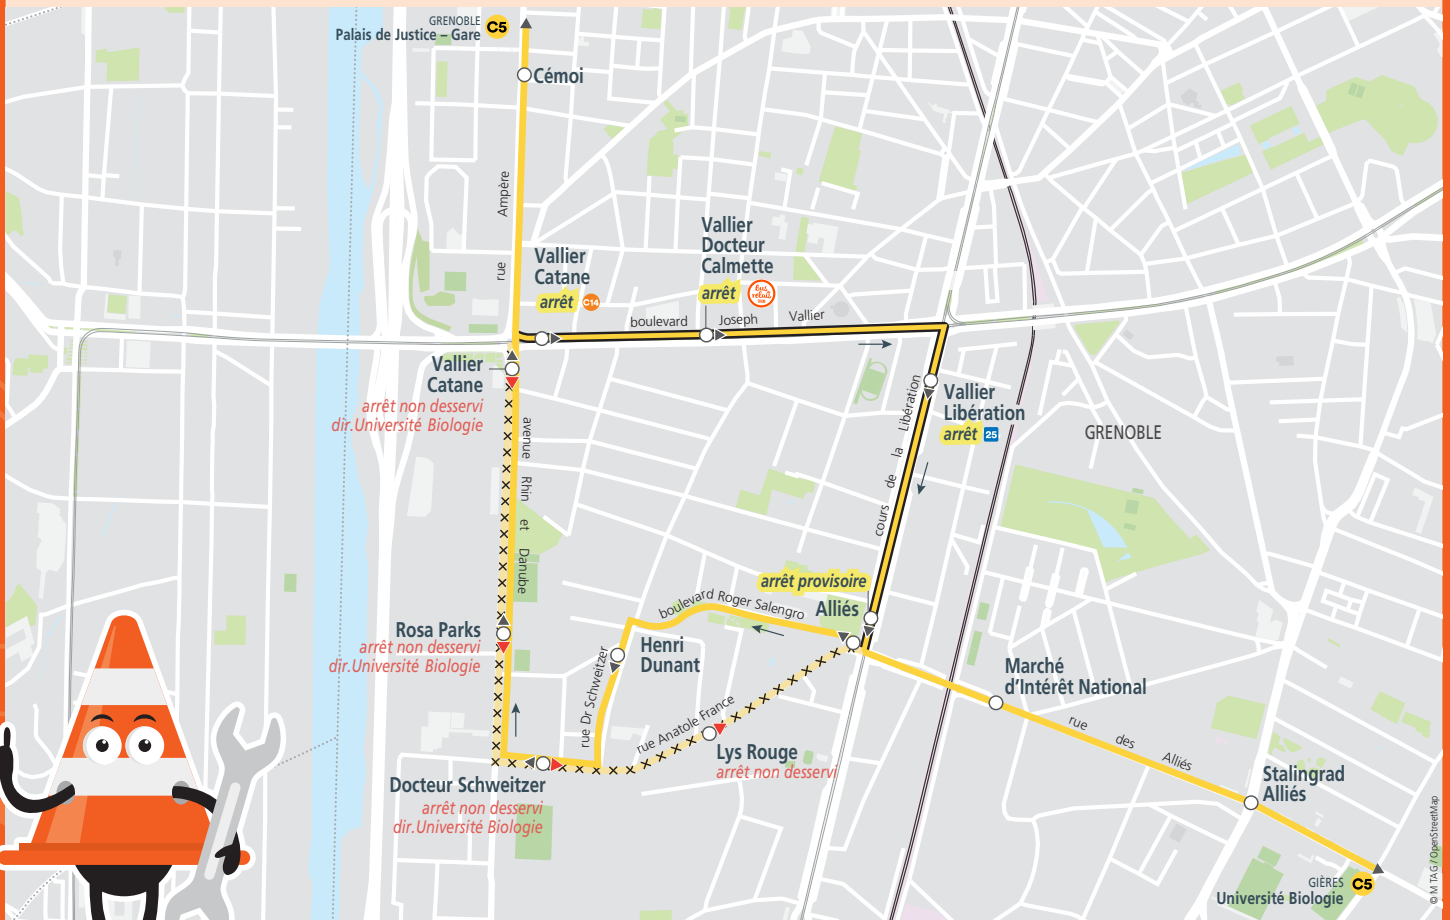 GRENOBLE
Palais de Justice – Gare
C5
Cémoi
rue Ampère
Vallier
Catane
arrêt C14
Vallier
Docteur
Calmette
arrêt bus relais
boulevard Joseph Vallier
Vallier
Catane
arrêt non desservi
dir.Université Biologie
Vallier
Libération
arrêt 25
GRENOBLE
avenue Rhin et Danube
cours de la Libération
arrêt provisoire
Alliés
boulevard Roger Salengro
Rosa Parks
arrêt non desservi
dir.Université Biologie
Henri
Dunant
rue Dr Schweitzer
rue Anatole France
Marché
d'Intérêt National
rue des Alliés
Lys Rouge
arrêt non desservi
Docteur Schweitzer
arrêt non desservi
dir.Université Biologie
Stalingrad
Alliés
GIÈRES
Université Biologie
C5
© M TAG / OpenStreetMap